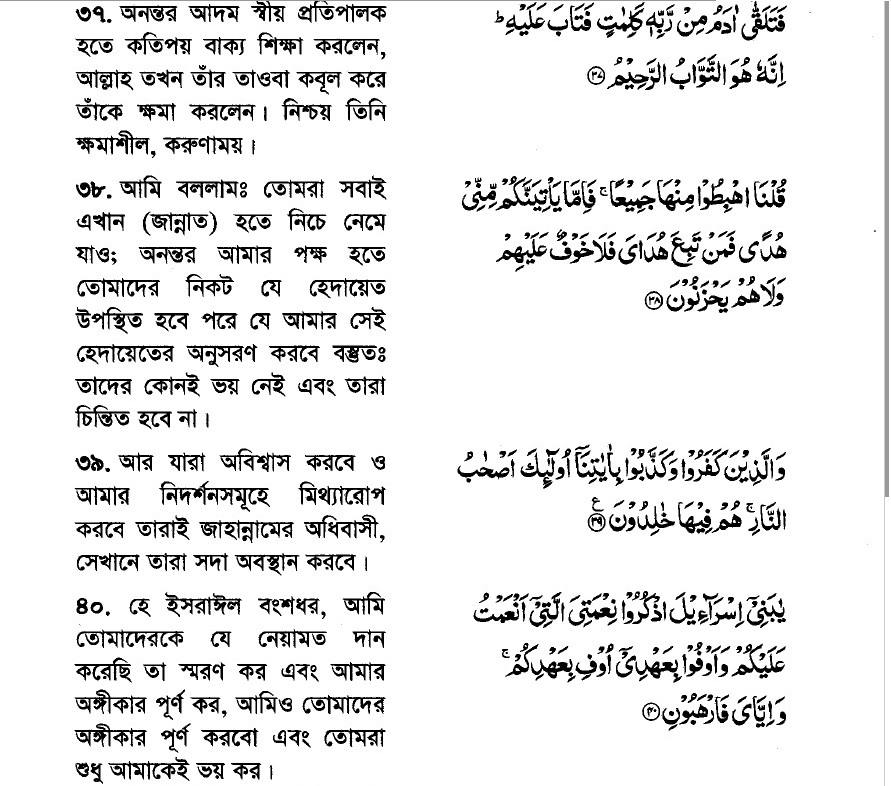 ৩৭. অনন্তর আদম স্বীয় প্রতিপালক
হতে কতিপয় বাক্য শিক্ষা করলেন,
আল্লাহ তখন তাঁর তাওবা কবূল করে
তাঁকে ক্ষমা করলেন। নিশ্চয় তিনি
ক্ষমাশীল, করুণাময়।
فَتَلَقّٰٓى اٰدَمُ مِنْ رَّبِّهٖ كَلِمٰتٍ فَتَابَ عَلَيْهِ ؕ
اِنَّهٗ هُوَ التَّوَّابُ الرَّحِيْمُ ﴿۳۷﴾
৩৮. আমি বললামঃ তোমরা সবাই
এখান (জান্নাত) হতে নিচে নেমে
যাও; অনন্তর আমার পক্ষ হতে
তোমাদের নিকট যে হেদায়েত
উপস্থিত হবে পরে যে আমার সেই
হেদায়েতের অনুসরণ করবে বস্তুতঃ
তাদের কোনই ভয় নেই এবং তারা
চিন্তিত হবে না।
قُلْنَا اهْبِطُوْا مِنْهَا جَمِيْعًا ۚ فَاِمَّا يَاْتِيَنَّكُمْ مِّنِّىْ
هُدًى فَمَنْ تَبِعَ هُدَاىَ فَلَا خَوْفٌ عَلَيْهِمْ
وَلَا هُمْ يَحْزَنُوْنَ ﴿۳۸﴾
৩৯. আর যারা অবিশ্বাস করবে ও
আমার নিদর্শনসমূহে মিথ্যারোপ
করবে তারাই জাহান্নামের অধিবাসী,
সেখানে তারা সদা অবস্থান করবে।
وَالَّذِيْنَ كَفَرُوْا وَكَذَّبُوْا بِاٰيٰتِنَآ اُولٰٓئِكَ اَصْحٰبُ
النَّارِ ۚ هُمْ فِيْهَا خٰلِدُوْنَ ﴿۳۹﴾ ع
৪০. হে ইসরাঈল বংশধর, আমি
তোমাদেরকে যে নেয়ামত দান
করেছি তা স্মরণ কর এবং আমার
অঙ্গীকার পূর্ণ কর, আমিও তোমাদের
অঙ্গীকার পূর্ণ করবো এবং তোমরা
শুধু আমাকেই ভয় কর।
يٰبَنِىْٓ اِسْرَآءِيْلَ اذْكُرُوْا نِعْمَتِىَ الَّتِىْٓ اَنْعَمْتُ
عَلَيْكُمْ وَاَوْفُوْا بِعَهْدِىْٓ اُوْفِ بِعَهْدِكُمْ ۚ
وَاِيَّاىَ فَارْهَبُوْنِ ﴿۴۰﴾